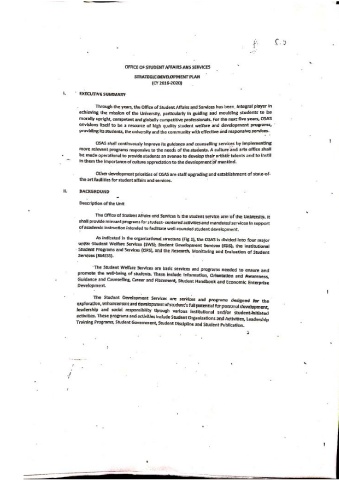 OFFICE OF STUDENT AFFAIRS AND SERVICES
STRATEGIC DEVELOPMENT PLAN
(CY 2016-2020)
I. EXECUTIVE SUMMARY
Through the years, the Office of Student Affairs and Services has been integral player in
achieving the mission of the University, particularly in guiding and moulding students to be
morally upright, competent and globally competitive professionals. For the next five years, OSAS
envisions itself to be a resource of high quality student welfare and development programs,
providing its students, the university and the community with effective and responsive services.
OSAS shall continuously improve its guidance and counselling services by implementing
more relevant programs responsive to the needs of the students. A culture and arts office shall
be made operational to provide students an avenue to develop their artistic talents and to instil
in them the importance of culture appreciation to the development of mankind.
Other development priorities of OSAS are staff upgrading and establishment of state-of-
the art facilities for student affairs and services.
II. BACKGROUND
Description of the Unit
The Office of Student Affairs and Services is the student service arm of the University. It
shall provide relevant programs for student-centered activities and mandated services in support
of academic instruction intended to facilitate well-rounded student development.
As indicated in the organizational structure (Fig 1), the OSAS is divided into four major
units: Student Welfare Services (SWS), Student Development Services (SDS), the Institutional
Student Programs and Services (ISPS), and the Research, Monitoring and Evaluation of Student
Services
The Student Welfare Services are basic services and programs needed to ensure and
promote the well-being of students. These include Information, Orientation and Awareness,
Guidance and Counseling, Career and Placement, Student Handbook and Economic Enterprise
Development.
The Student Development Services are services and programs designed for the
exploration, enhancement and development of student's full potential for personal development,
leadership and social responsibility through various institutional and/or student-initiated
activities. These programs and activities include Student Organizations and Activities, Leadership
Training Programs, Student Government, Student Discipline and Student Publication.